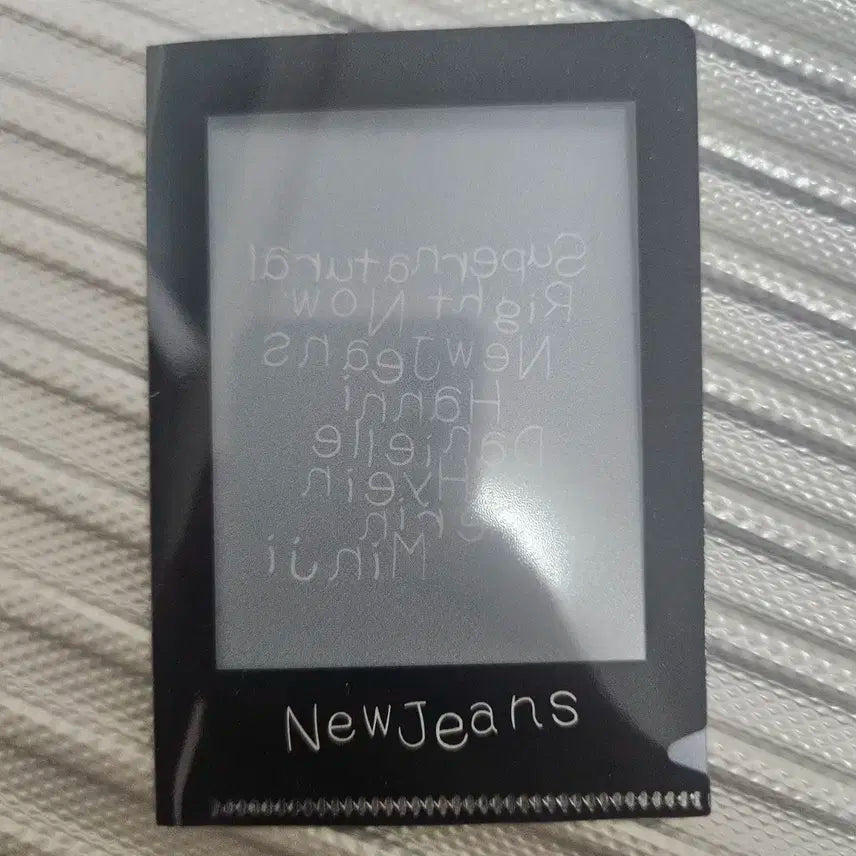 Supernatural
Right Now
NewJeans
Hanni
Danielle
Hyein
Minji
NewJeans